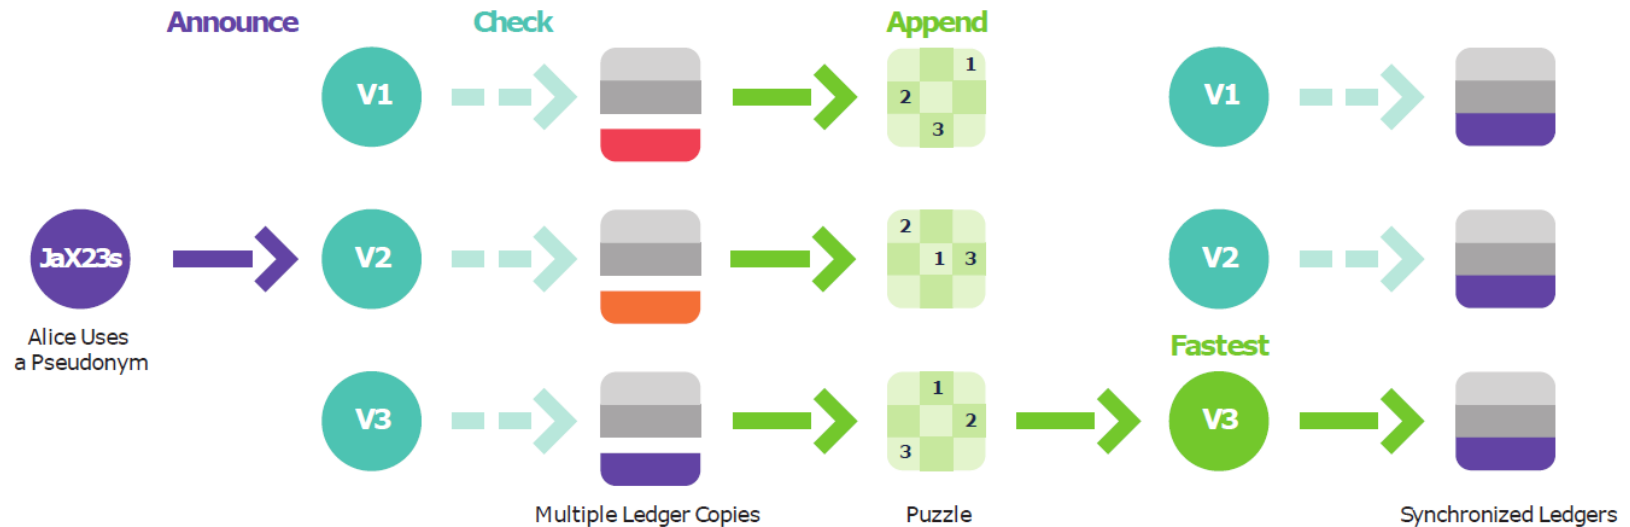 Announce
Check
Append
V1
1
2
3
V1
JaX23s
V2
2
1 3
V2
Alice Uses
a Pseudonym
Fastest
V3
1
2
3
V3
Multiple Ledger Copies
Puzzle
Synchronized Ledgers